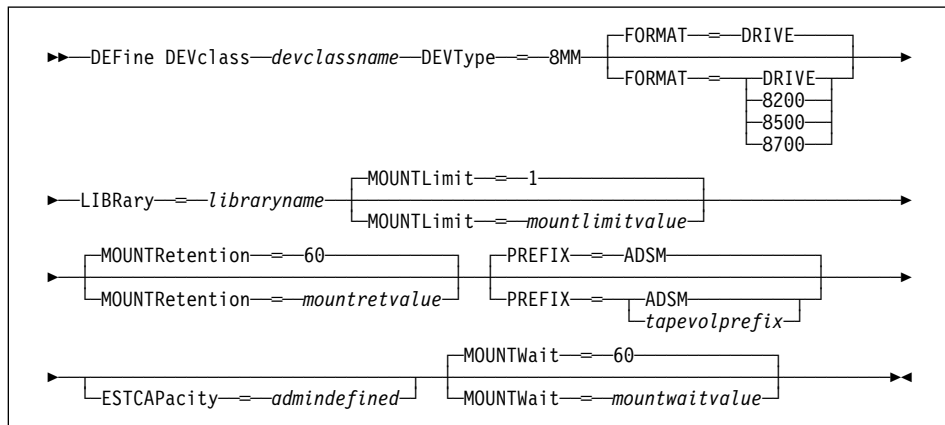 FORMAT = DRIVE
DEFine DEVclass devclassname DEVType = 8MM
FORMAT = DRIVE
8200
8500
8700
MOUNTLimit = 1
LIBRary = libraryname
MOUNTLimit = mountlimitvalue
MOUNTRetention = 60 PREFIX = ADSM
MOUNTRetention = mountretvalue PREFIX = ADSM
tapevolprefix
MOUNTWait = 60
ESTCAPacity = admindefined MOUNTWait = mountwaitvalue